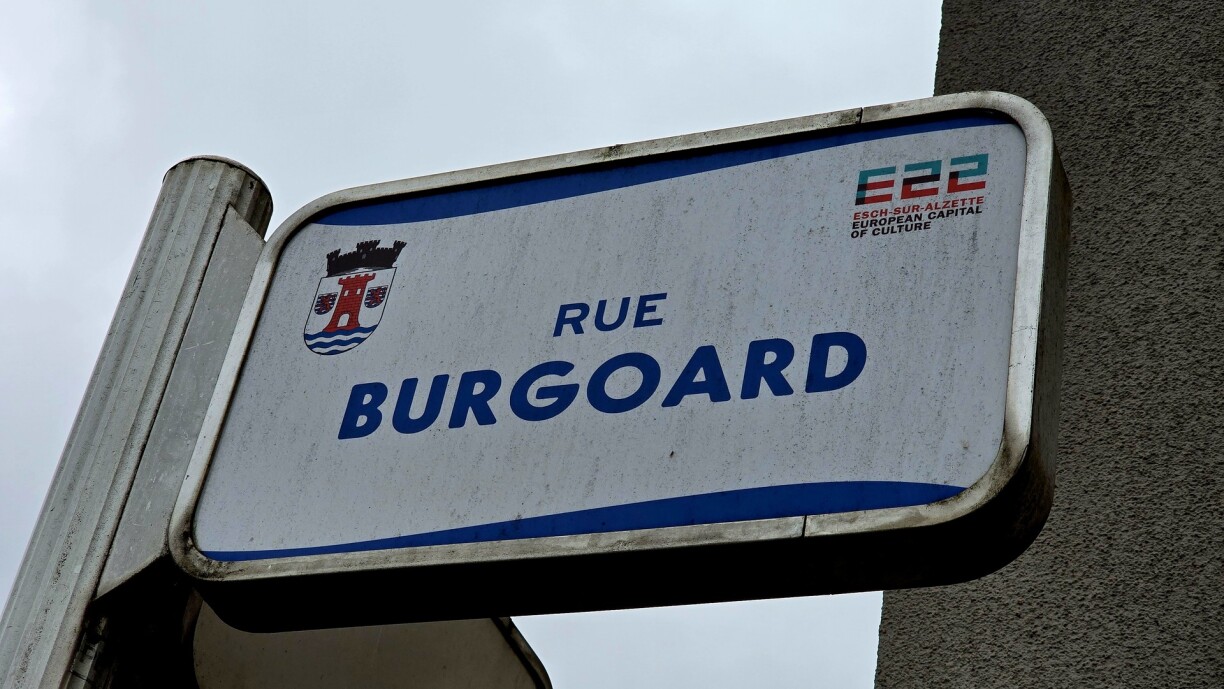 E22
ESCH-SUR-ALZETTE
EUROPEAN CAPITAL
OF CULTURE
RUE
BURGOARD